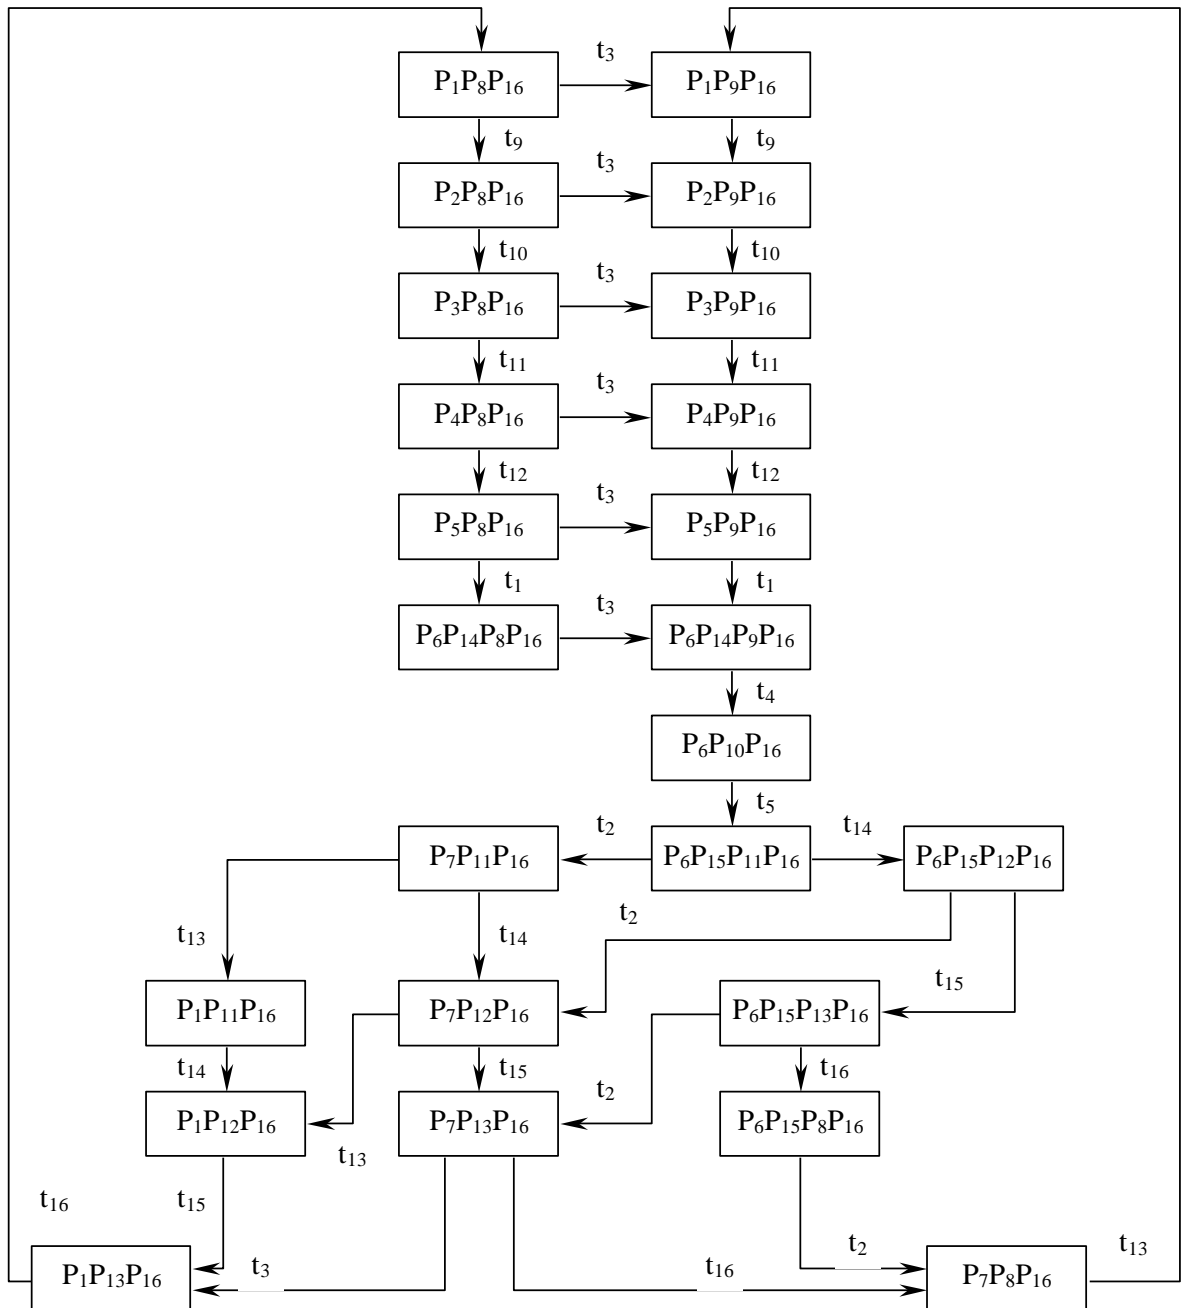 t₃
P₁P₈P₁₆ P₁P₉P₁₆
t₉ t₉
t₃
P₂P₈P₁₆ P₂P₉P₁₆
t₁₀ t₁₀
t₃
P₃P₈P₁₆ P₃P₉P₁₆
t₁₁ t₁₁
t₃
P₄P₈P₁₆ P₄P₉P₁₆
t₁₂ t₁₂
t₃
P₅P₈P₁₆ P₅P₉P₁₆
t₁ t₁
t₃
P₆P₁₄P₈P₁₆ P₆P₁₄P₉P₁₆
t₄
P₆P₁₀P₁₆
t₅
t₂ t₁₄
P₇P₁₁P₁₆ P₆P₁₅P₁₁P₁₆ P₆P₁₅P₁₂P₁₆
t₂
t₁₃ t₁₄
t₁₅
P₁P₁₁P₁₆ P₇P₁₂P₁₆ P₆P₁₅P₁₃P₁₆
t₁₄ t₁₅ t₂ t₁₆
P₁P₁₂P₁₆ P₇P₁₃P₁₆ P₆P₁₅P₈P₁₆
t₁₃
t₁₆ t₁₅
t₃ t₁₆ t₂ t₁₃
P₁P₁₃P₁₆ P₇P₈P₁₆